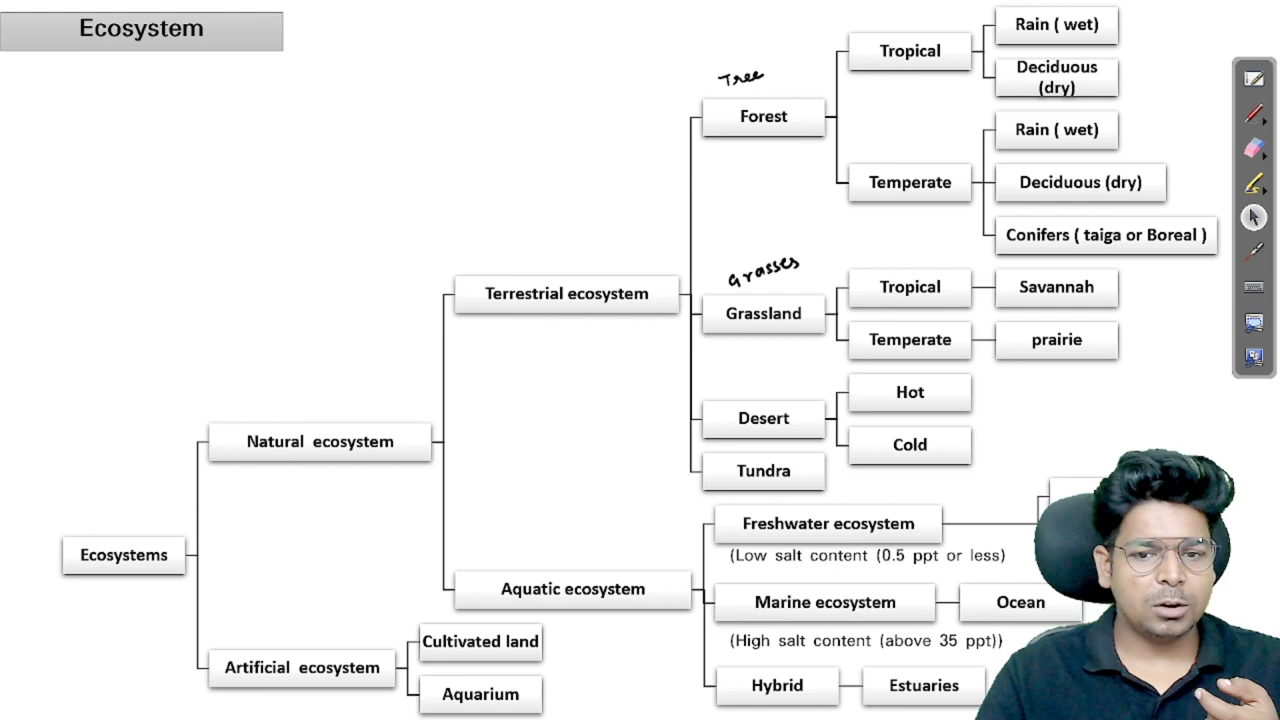 Ecosystem
Rain ( wet)
Tropical
Deciduous
(dry)
Tree
Forest
Rain ( wet)
Temperate
Deciduous (dry)
Conifers ( taiga or Boreal )
Grasses
Terrestrial ecosystem
Grassland
Tropical
Savannah
Temperate
prairie
Desert
Hot
Cold
Tundra
Natural ecosystem
Ecosystems
Aquatic ecosystem
Freshwater ecosystem
(Low salt content (0.5 ppt or less)
Marine ecosystem
Ocean
(High salt content (above 35 ppt))
Hybrid
Estuaries
Artificial ecosystem
Cultivated land
Aquarium